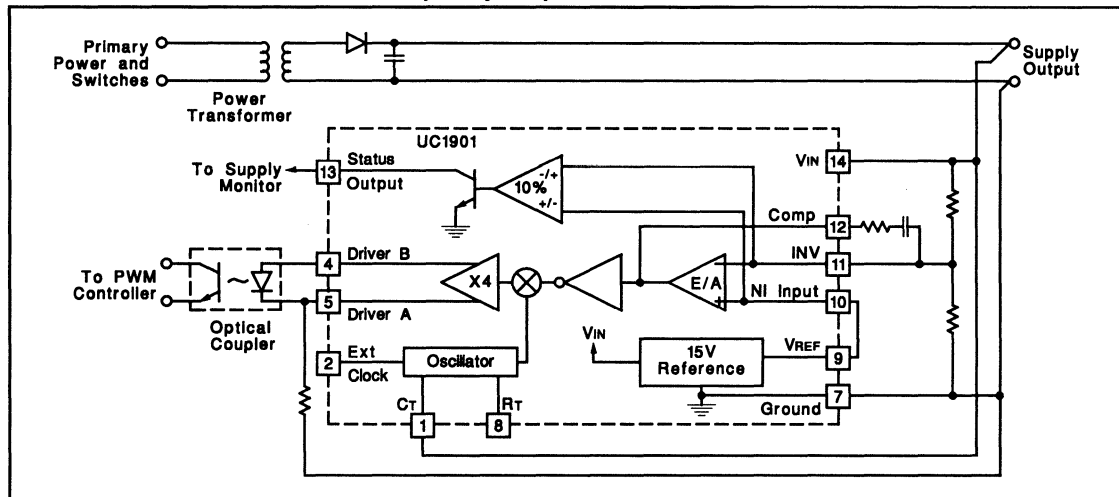 Primary
Power and
Switches
Power
Transformer
Supply
Output
UC1901
To Supply
Monitor
13
Status
Output
10%
-/+
+/-
VIN
14
Comp
12
INV
11
NI Input
10
E/A
X4
Driver B
4
To PWM
Controller
5
Driver A
Optical
Coupler
2
Ext
Clock
Oscillator
CT
1
RT
8
VIN
15V
Reference
VREF
9
7
Ground